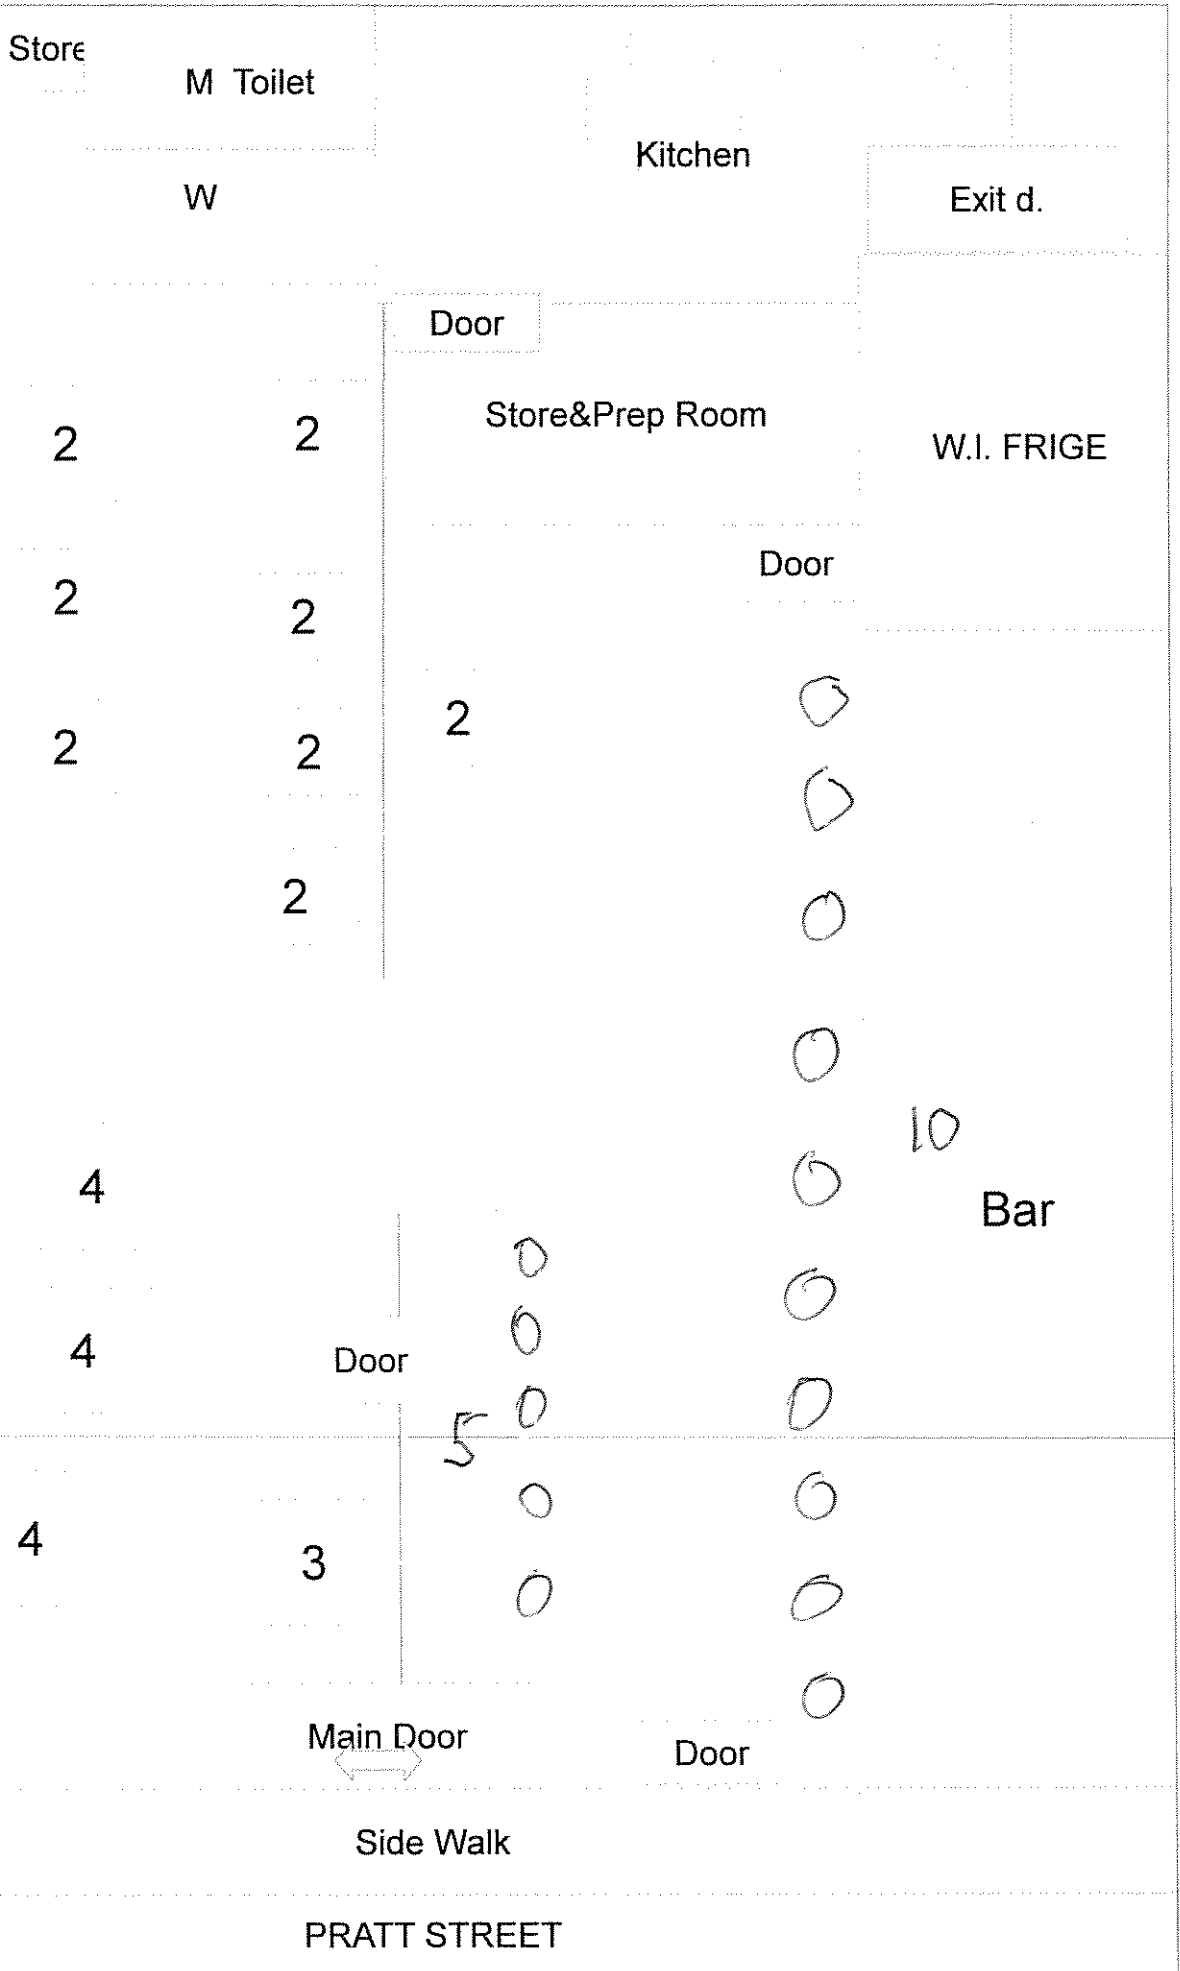 Store
M Toilet
Kitchen
W
Exit d.
Door
Store&Prep Room
2
2
W.I. FRIGE
Door
2
2
2
2
2
2
10
4
Bar
4
Door
5
4
3
Main Door
Door
Side Walk
PRATT STREET